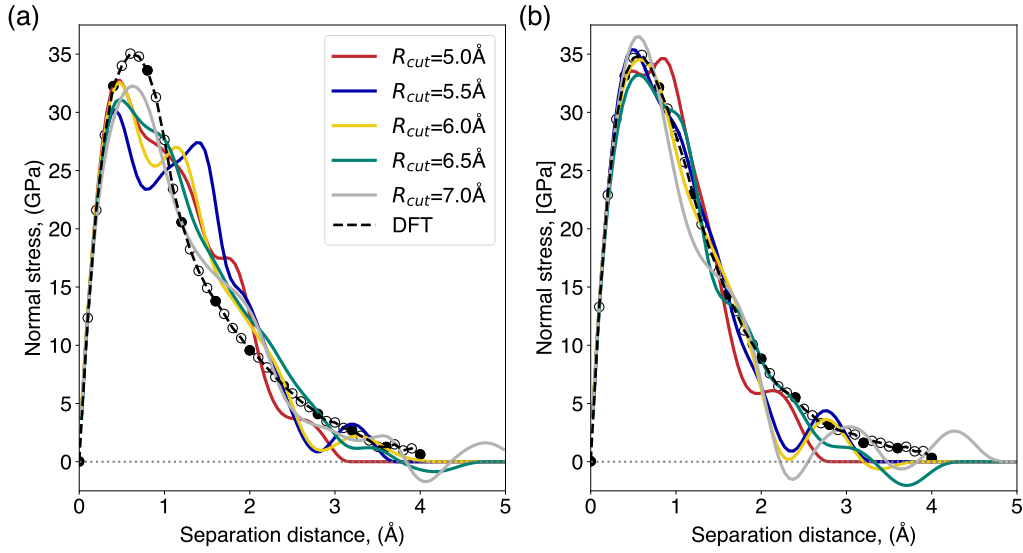 (a)
(b)
Normal stress, (GPa)
35
30
25
20
15
10
5
0
R_cut=5.0Å
R_cut=5.5Å
R_cut=6.0Å
R_cut=6.5Å
R_cut=7.0Å
DFT
0 1 2 3 4 5
Separation distance, (Å)
Normal stress, [GPa]
35
30
25
20
15
10
5
0
0 1 2 3 4 5
Separation distance, (Å)